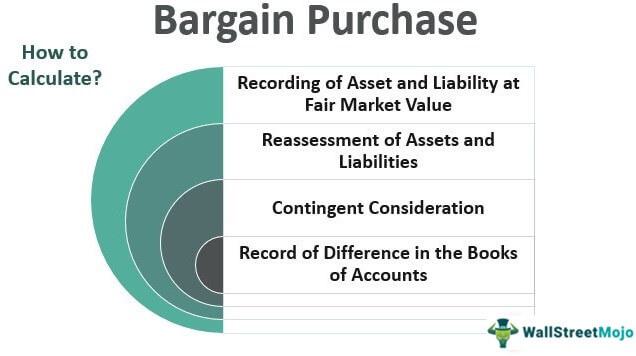 Bargain Purchase
How to
Calculate?
Recording of Asset and Liability at
Fair Market Value
Reassessment of Assets and
Liabilities
Contingent Consideration
Record of Difference in the Books
of Accounts
WallStreetMojo